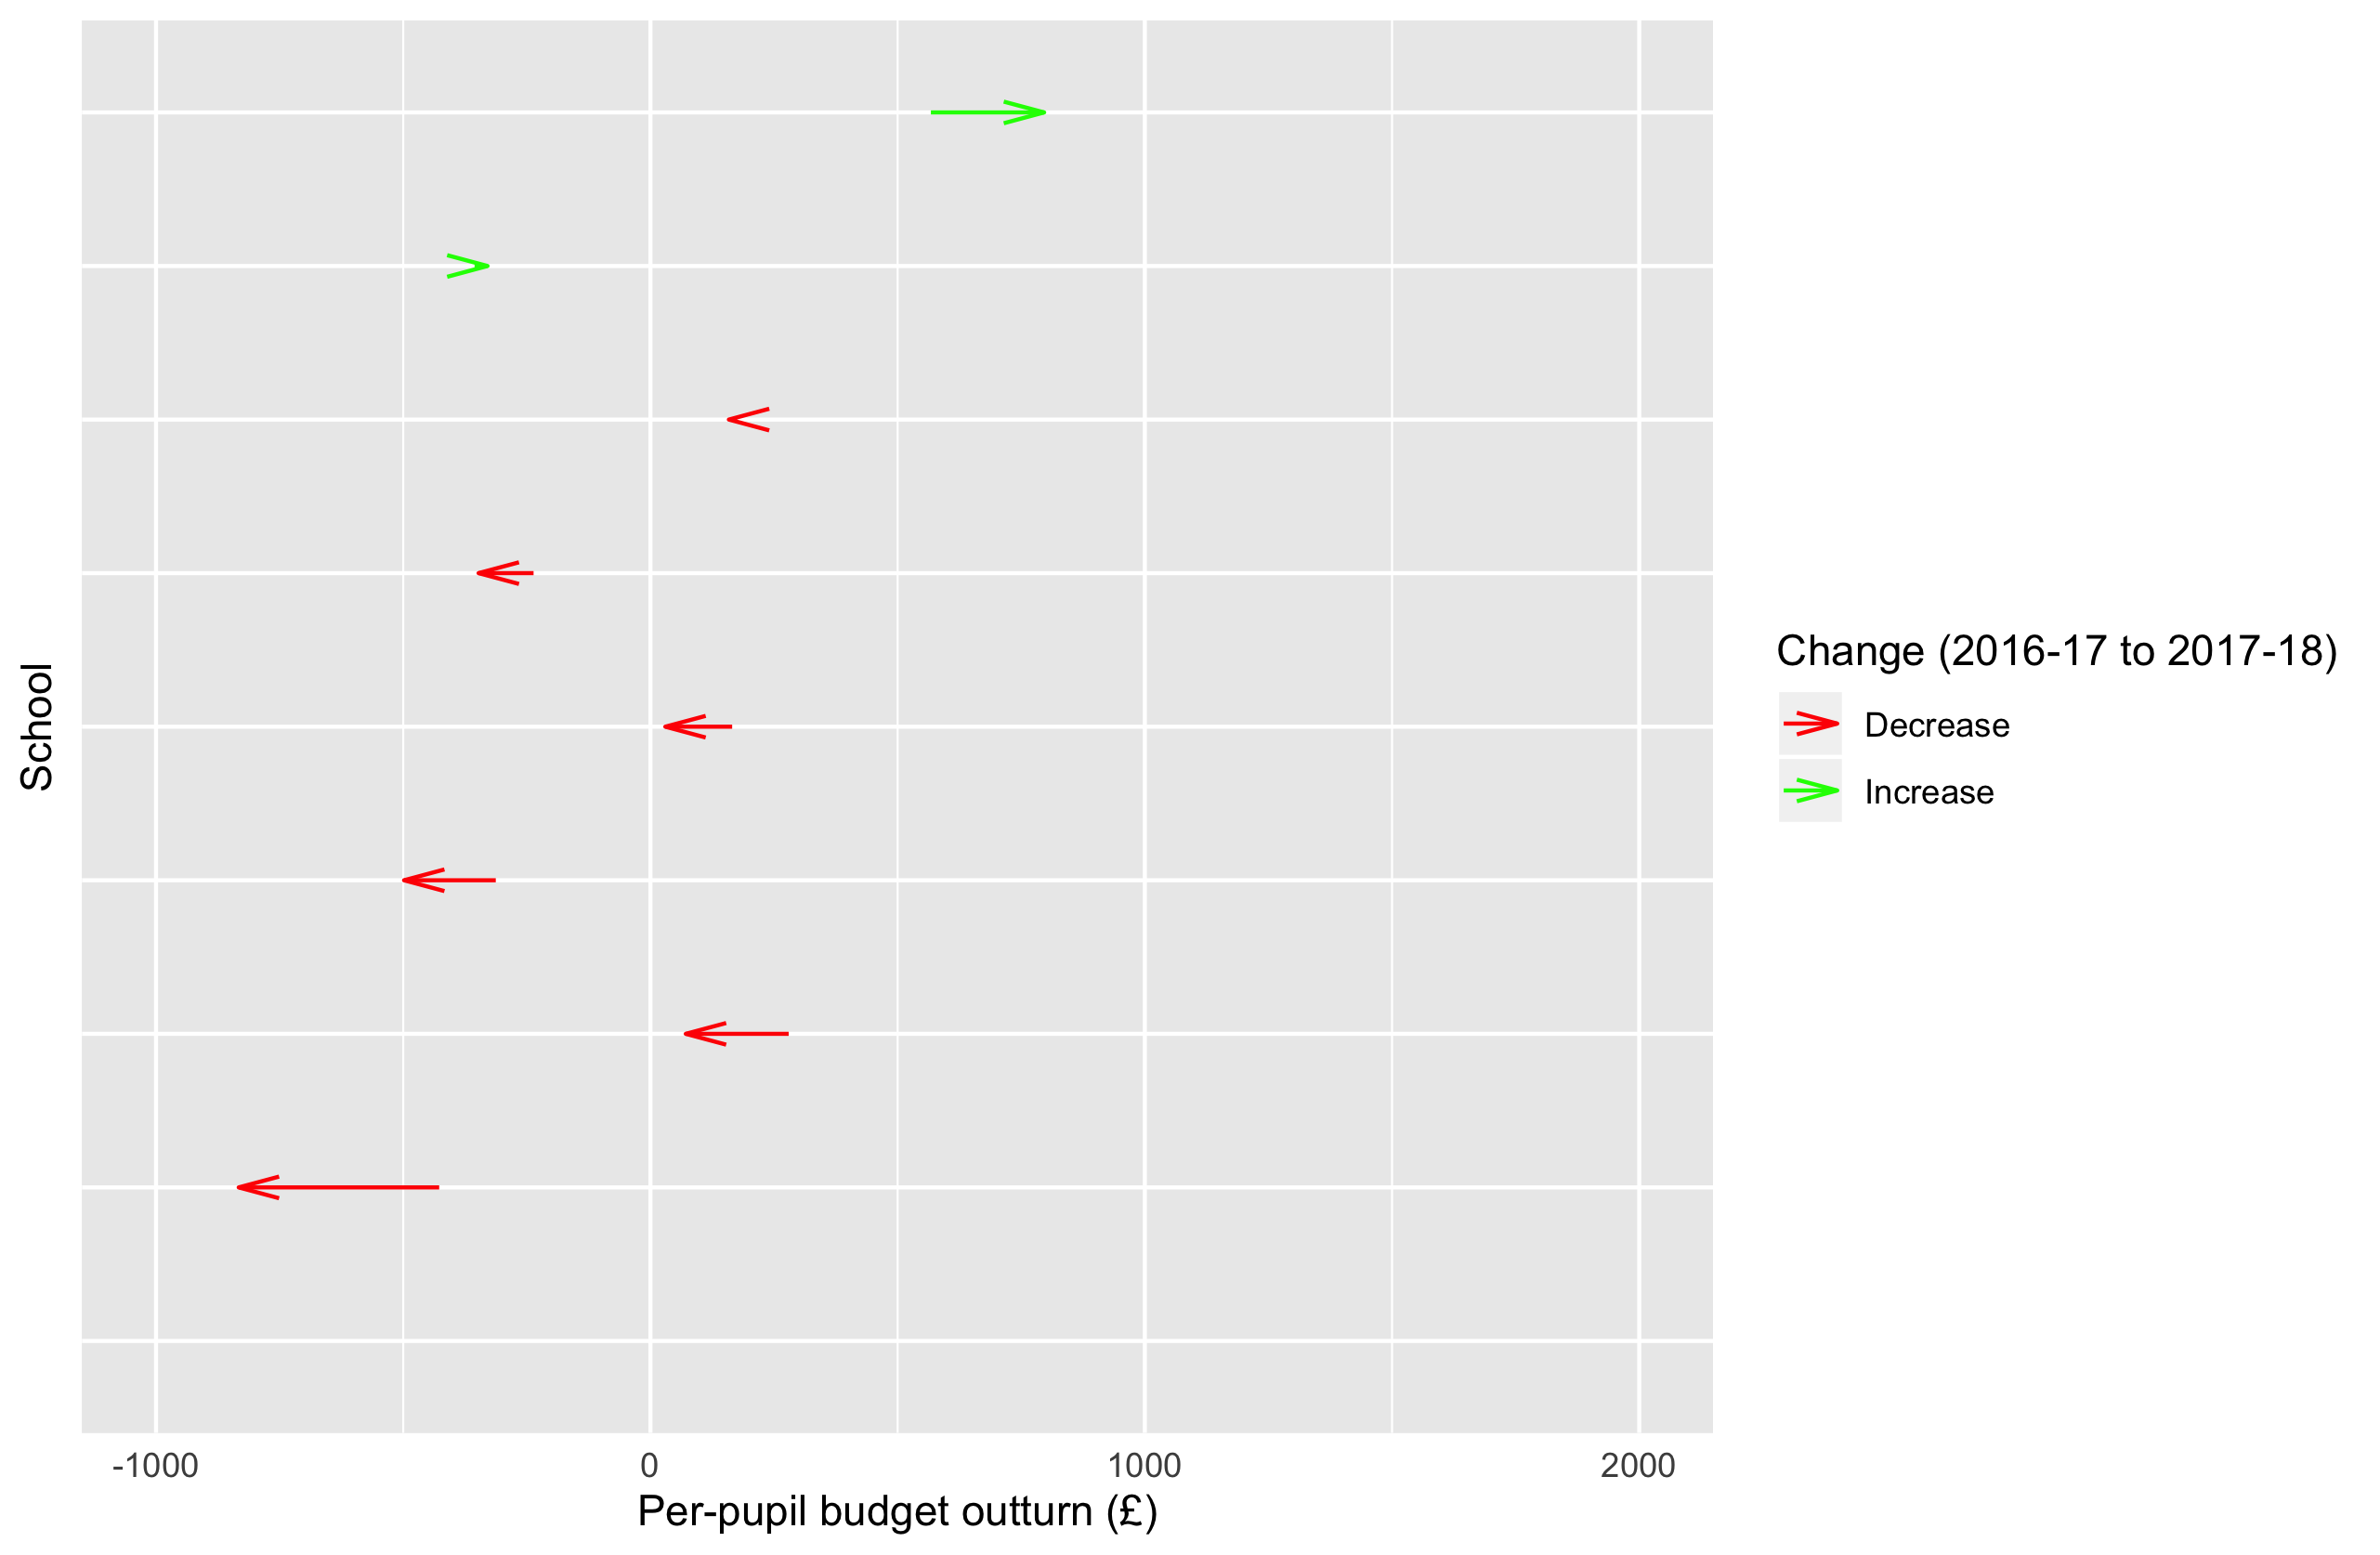 School
-1000
0
1000
2000
Per-pupil budget outturn (£)
Change (2016-17 to 2017-18)
Decrease
Increase